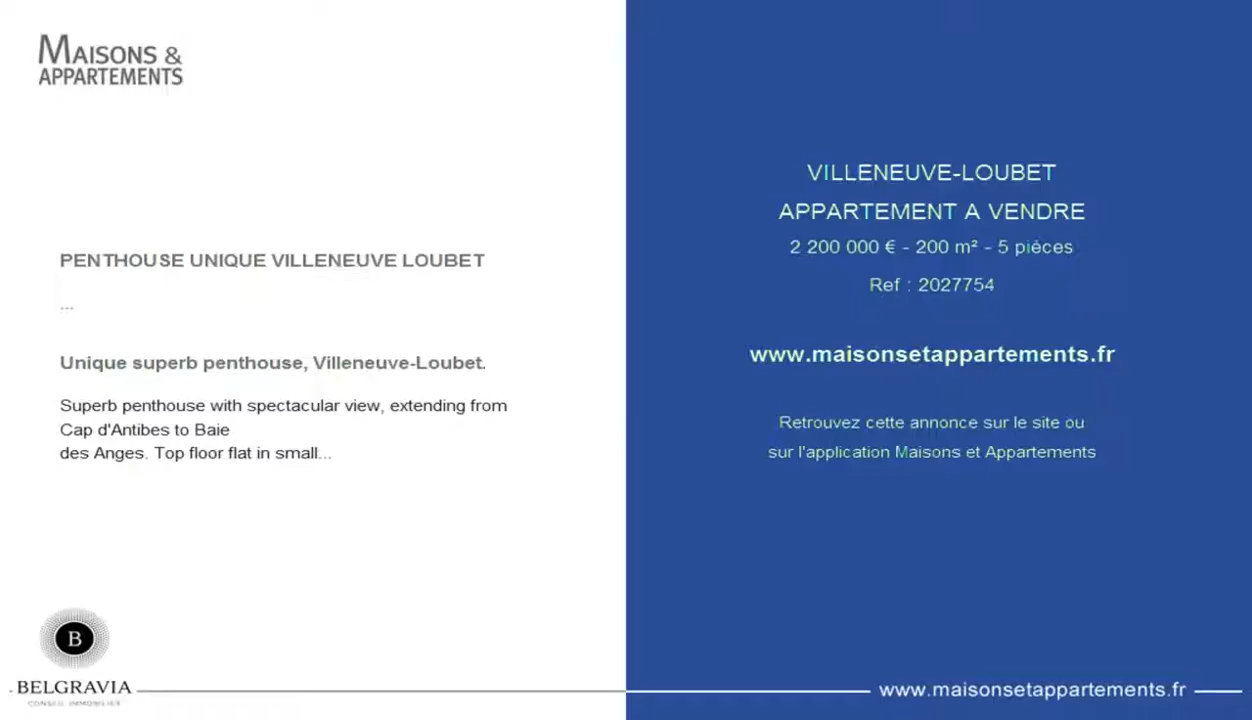 MAISONS &
APPARTEMENTS
PENTHOUSE UNIQUE VILLENEUVE LOUBET
...
Unique superb penthouse, Villeneuve-Loubet.
Superb penthouse with spectacular view, extending from
Cap d'Antibes to Baie
des Anges. Top floor flat in small...
B
BELGRAVIA
CONSEIL IMMOBILIER
VILLENEUVE-LOUBET
APPARTEMENT A VENDRE
2 200 000 € - 200 m² - 5 pièces
Ref : 2027754
www.maisonsetappartements.fr
Retrouvez cette annonce sur le site ou
sur l'application Maisons et Appartements
www.maisonsetappartements.fr